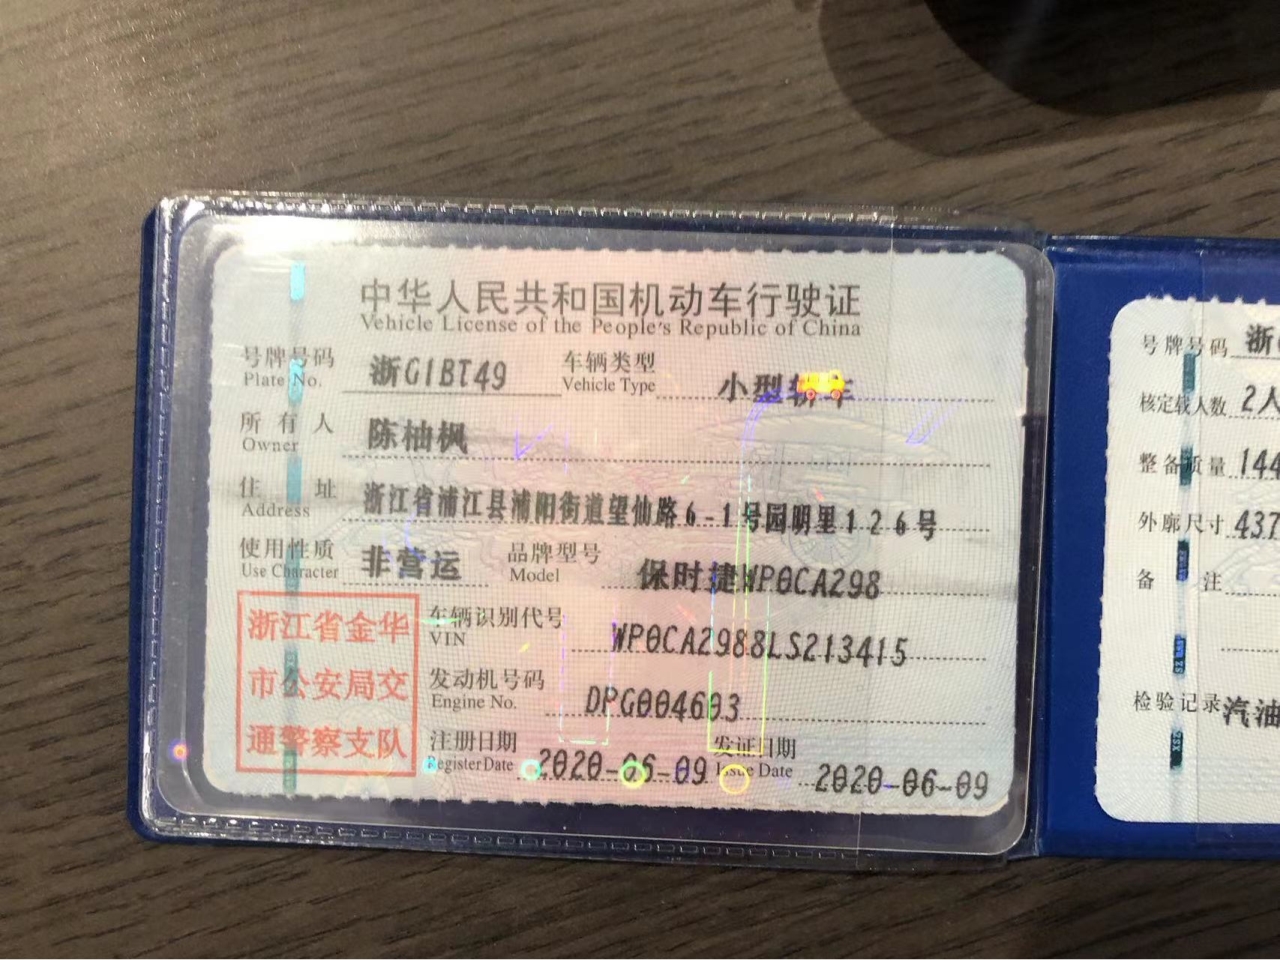 中华人民共和国机动车行驶证
Vehicle License of the People's Republic of China
号牌号码 浙G1BT49 车辆类型 小型轿车
Plate No. Vehicle Type
所有人 陈柚枫
Owner
住址 浙江省浦江县浦阳街道望仙路6-1号园明里126号
Address
使用性质 非营运 品牌型号 保时捷WP0CA298
Use Character Model
浙江省金华
市公安局交
通警察支队
车辆识别代号 WP0CA2988LS213415
VIN
发动机号码 DPG004603
Engine No.
注册日期 2020-06-09 发证日期 2020-06-09
Register Date Issue Date
号牌号码 浙
核定载人数 2人
整备质量 144
外廓尺寸 437
备注
检验记录 汽油